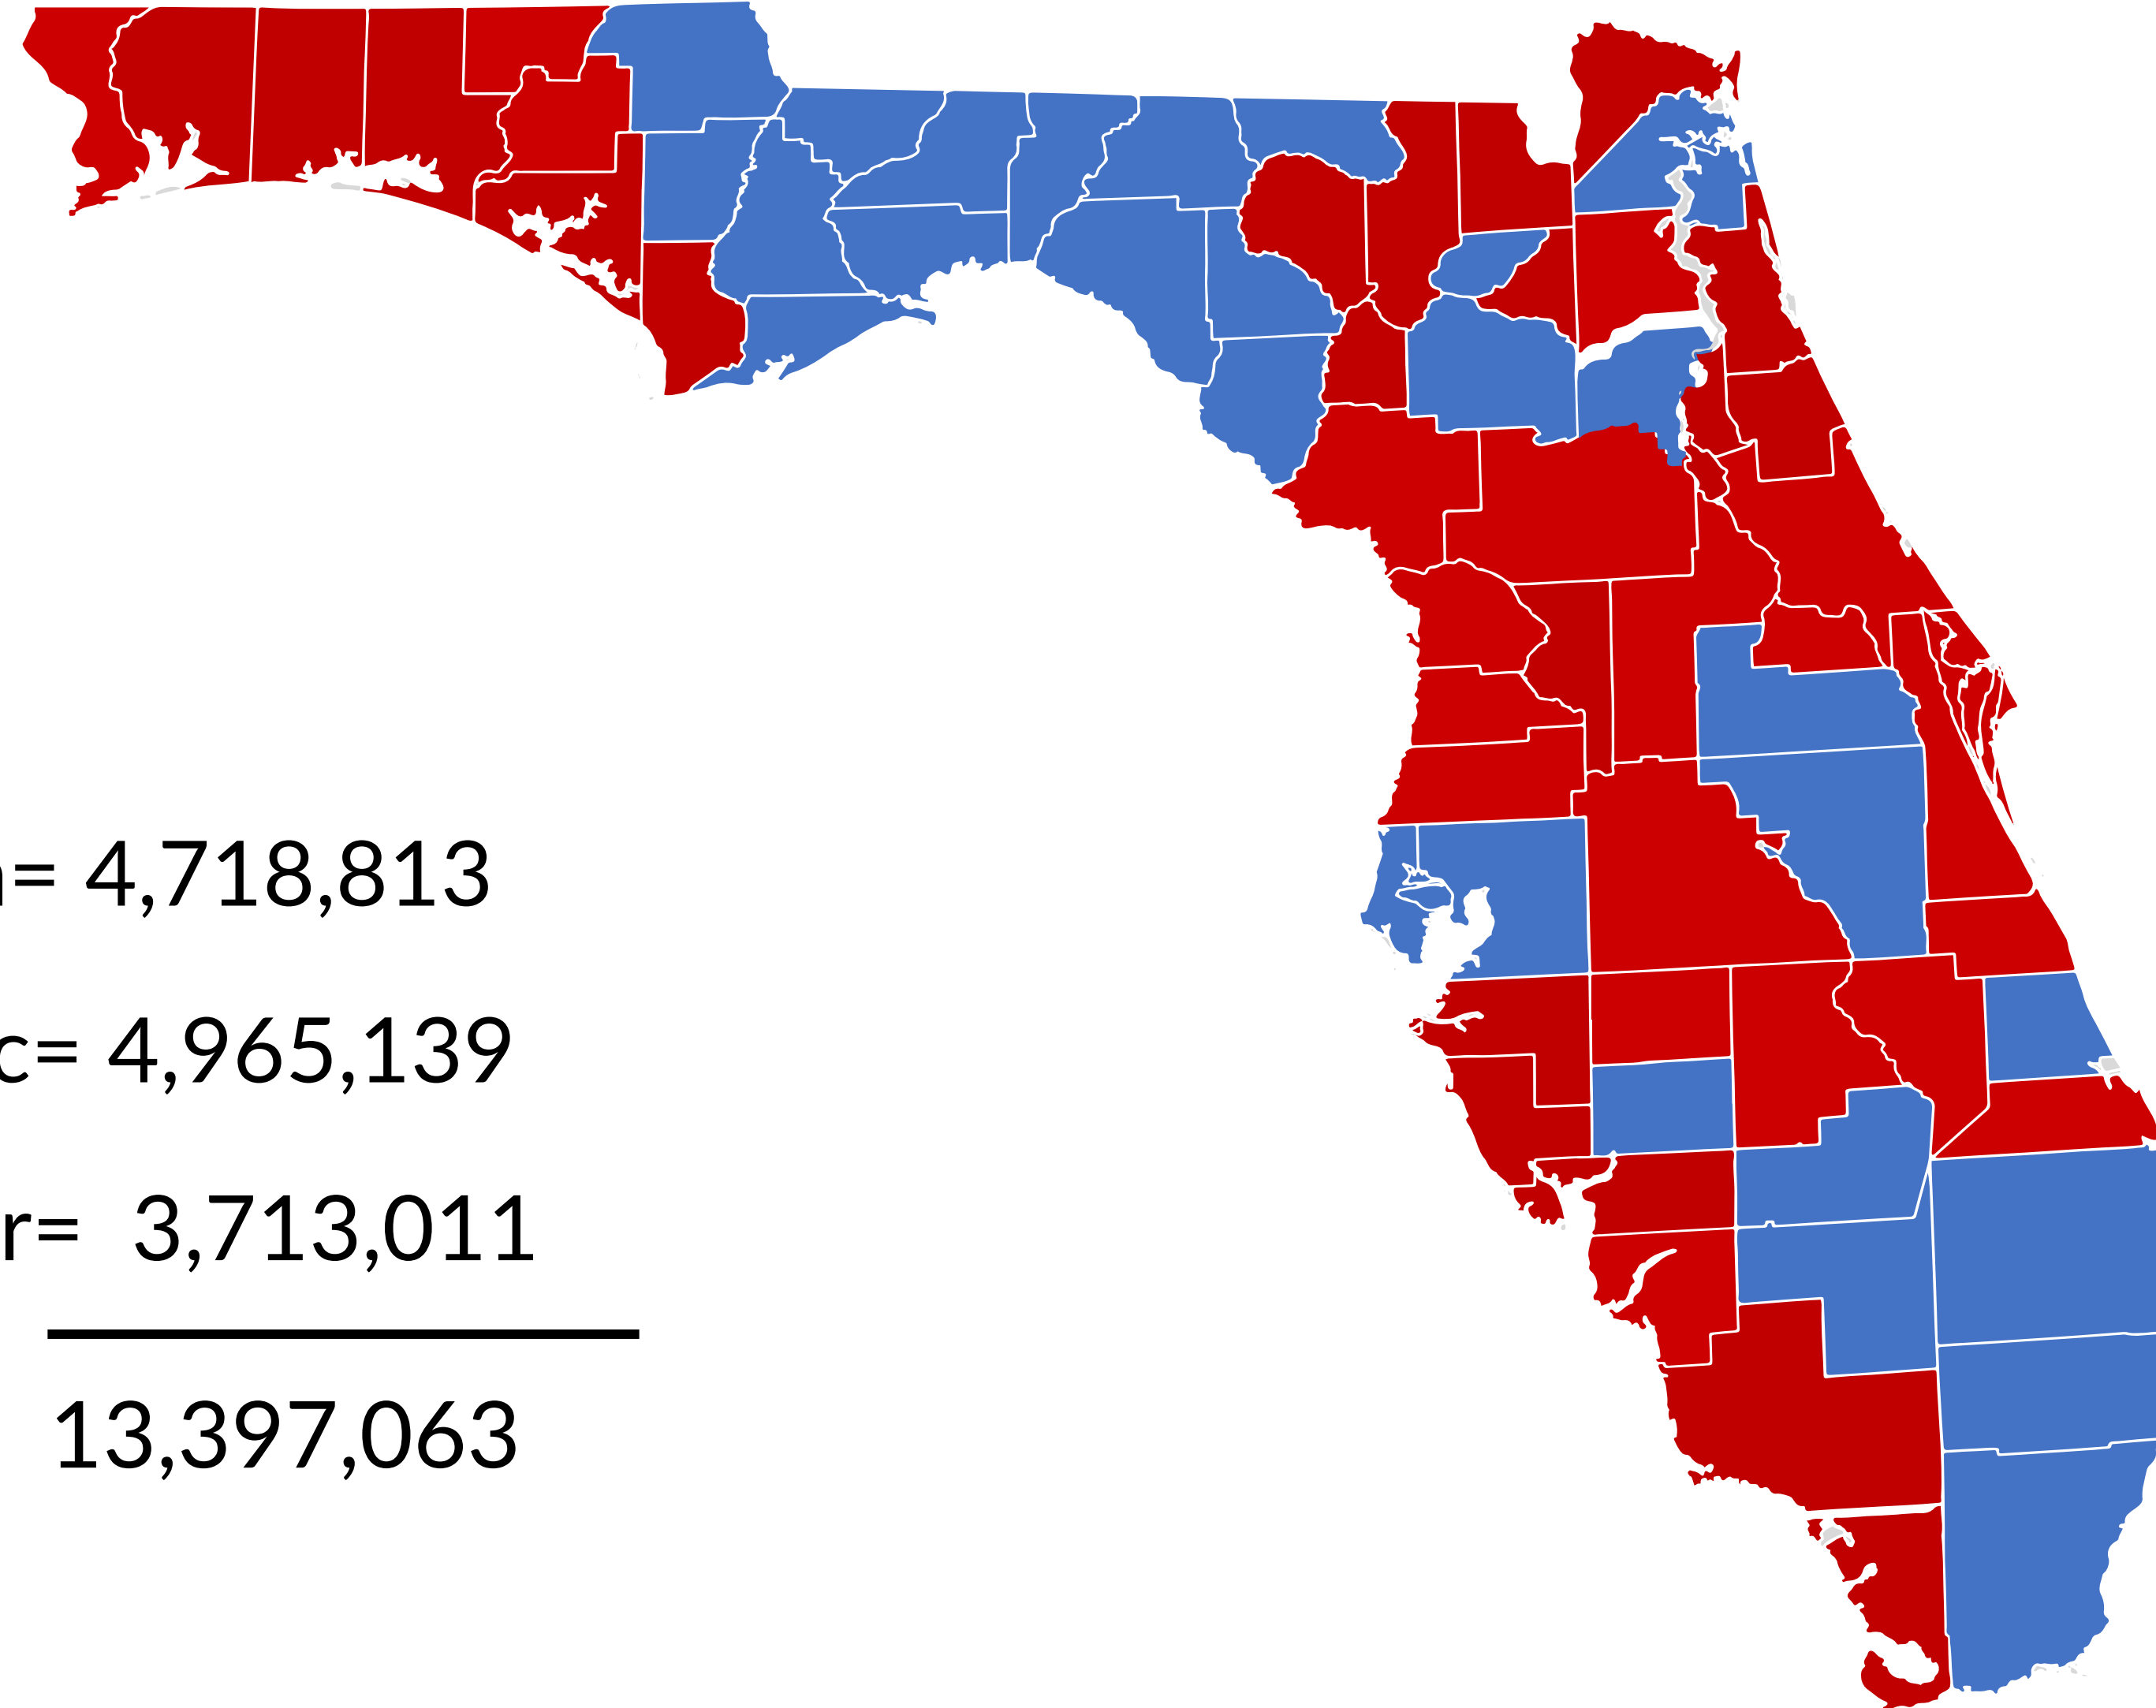 = 4,718,813
c= 4,965,139
r= 3,713,011
13,397,063